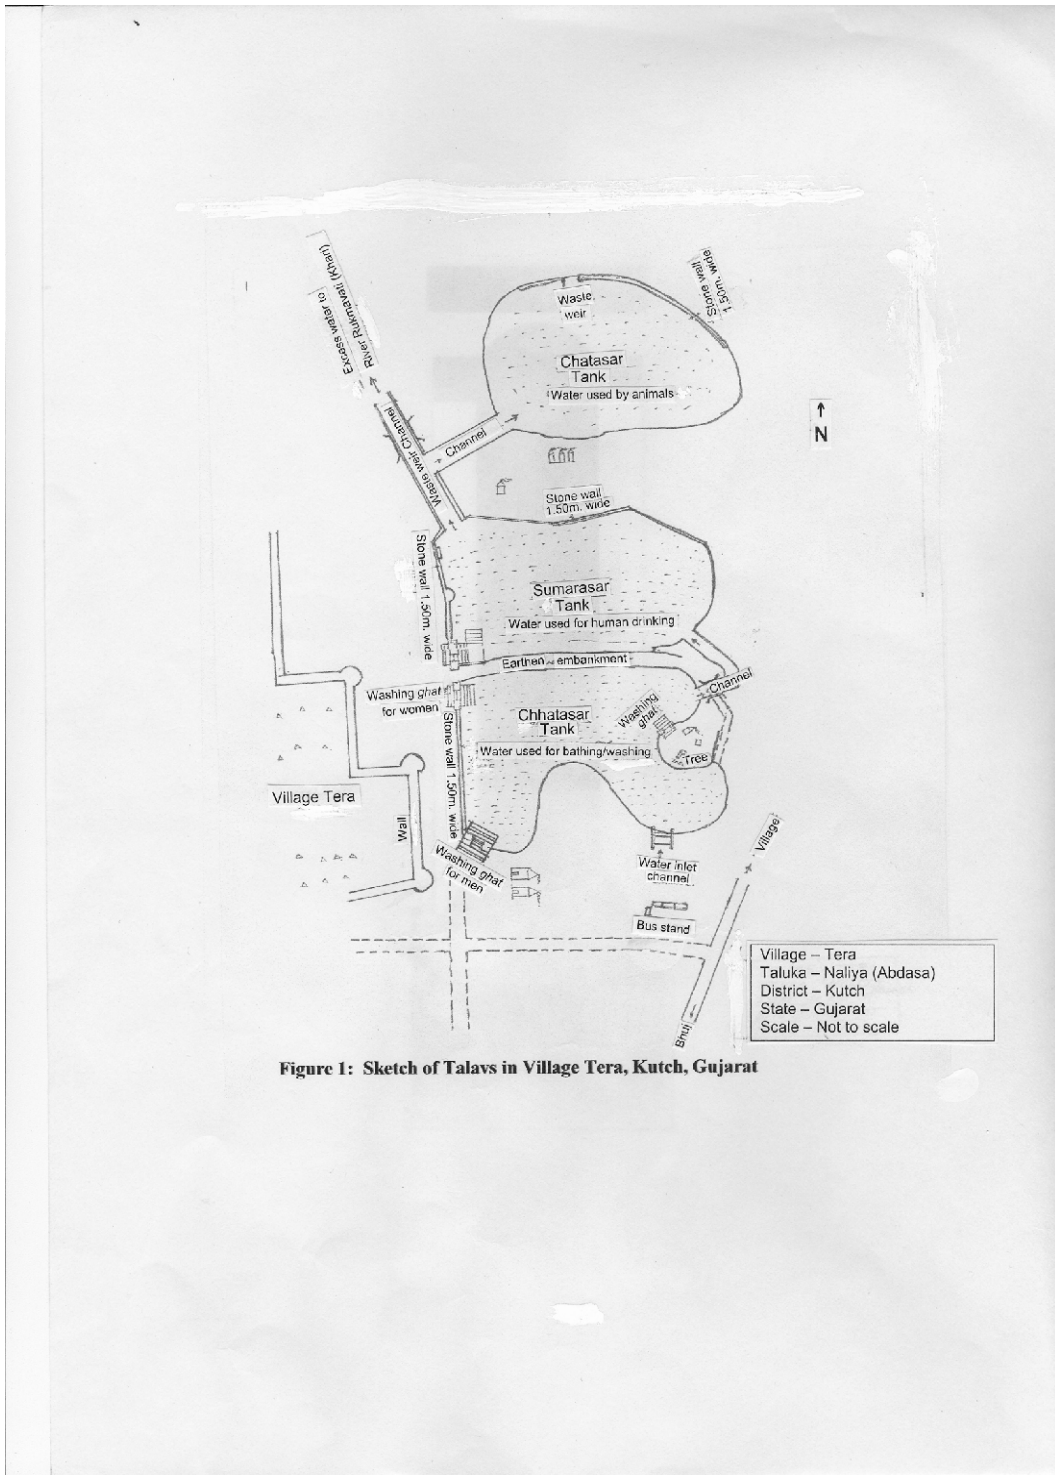 Excess water to
River Rukmavati (Khari)
Stone wall
1.50m. wide
Waste
weir
Chatasar
Tank
Water used by animals
N
Channel
Waste weir Channel
Stone wall
1.50m. wide
Stone wall 1.50m. wide
Sumarasar
Tank
Water used for human drinking
Earthen embankment
Channel
Washing ghat
for women
Washing
ghat
Chhatasar
Tank
Water used for bathing/washing
Tree
Stone wall 1.50m. wide
Village Tera
Wall
Washing ghat
for men
Water inlet
channel
Village
Bus stand
Bhuj
Village – Tera
Taluka – Naliya (Abdasa)
District – Kutch
State – Gujarat
Scale – Not to scale
Figure 1: Sketch of Talavs in Village Tera, Kutch, Gujarat